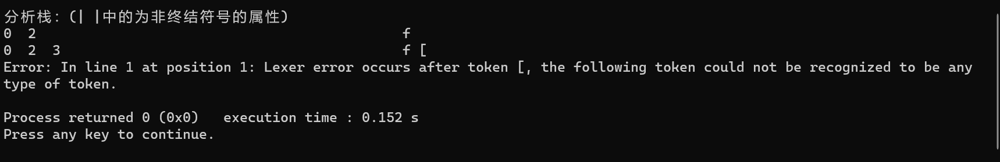 分析栈：(| |中的为非终结符号的属性)
0  2                                             f
0  2  3                                          f [
Error: In line 1 at position 1: Lexer error occurs after token [, the following token could not be recognized to be any
type of token.
Process returned 0 (0x0)   execution time : 0.152 s
Press any key to continue.